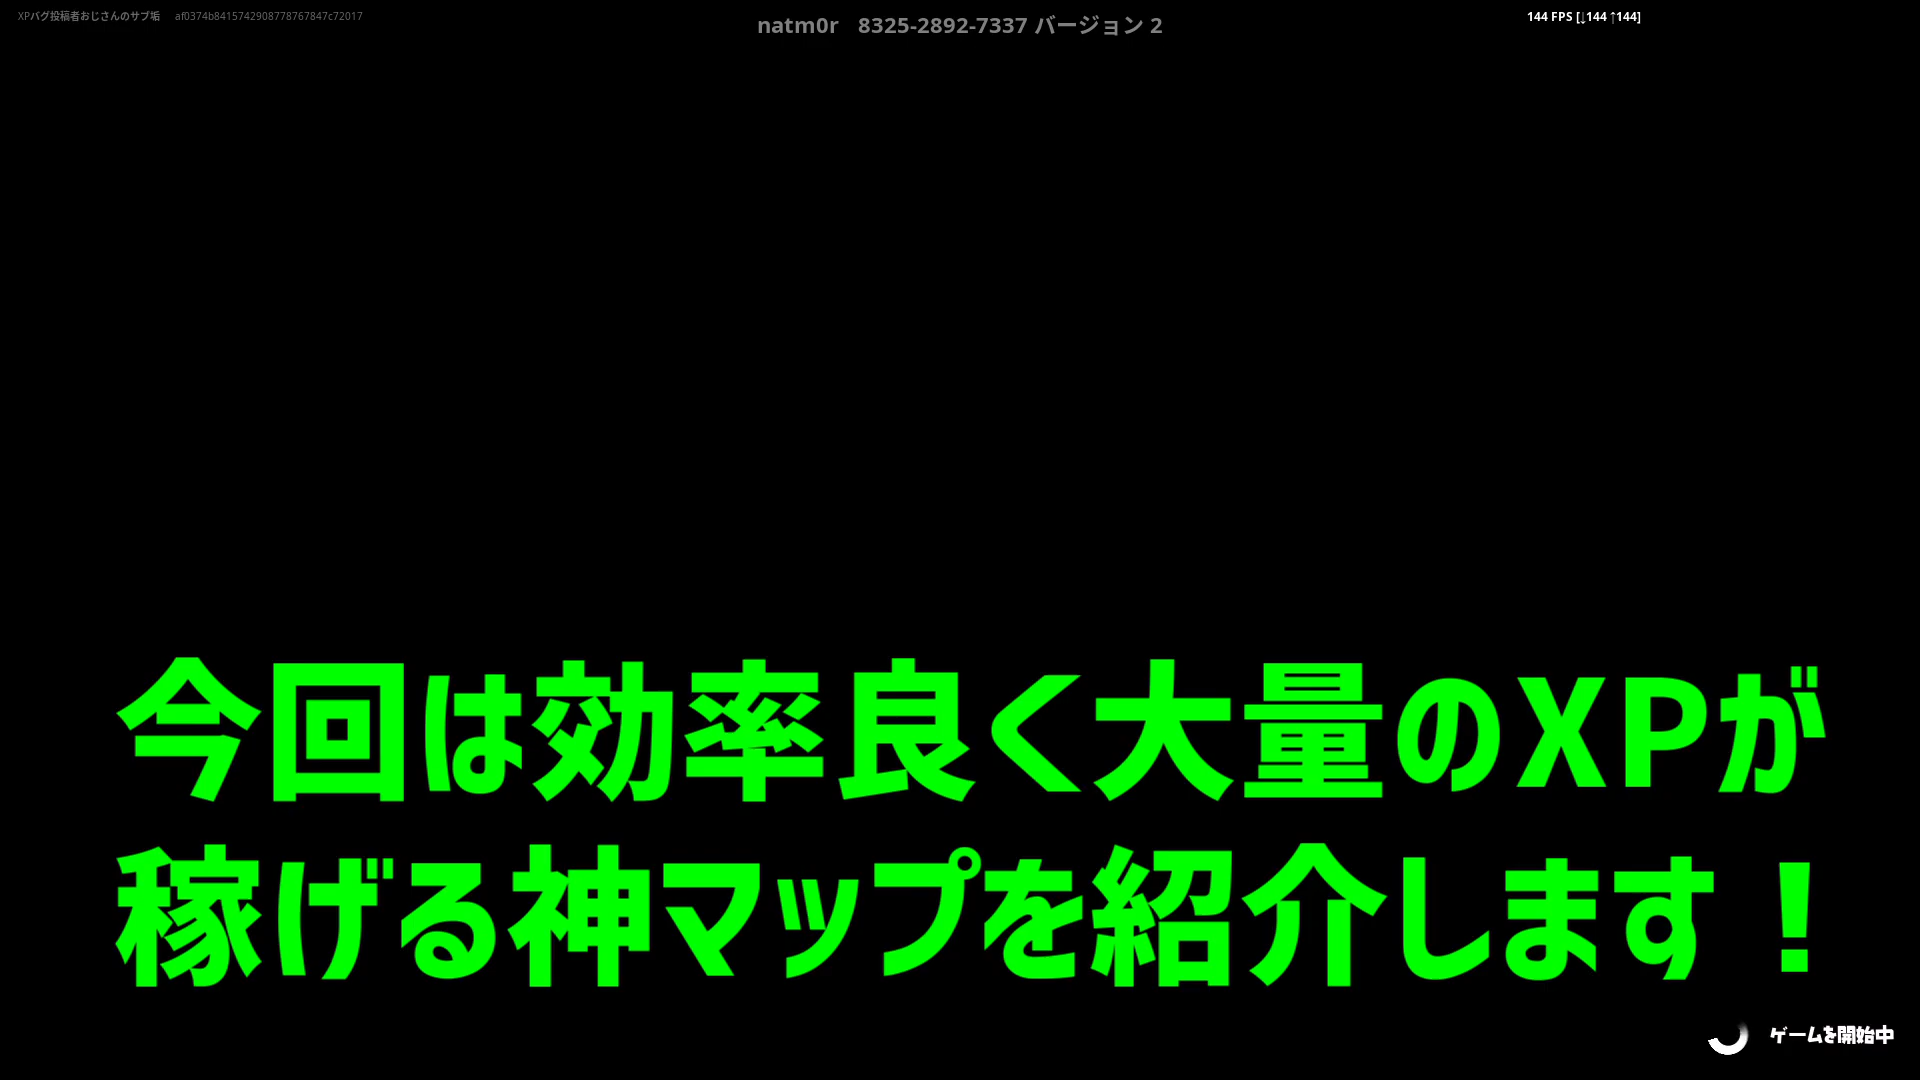 XPバグ投稿者おじさんのサブ垢 af0374b8415742908778767847c72017
natm0r 8325-2892-7337 バージョン 2
144 FPS [↓144 ↑144]
今回は効率良く大量のXPが
稼げる神マップを紹介します！
ゲームを開始中